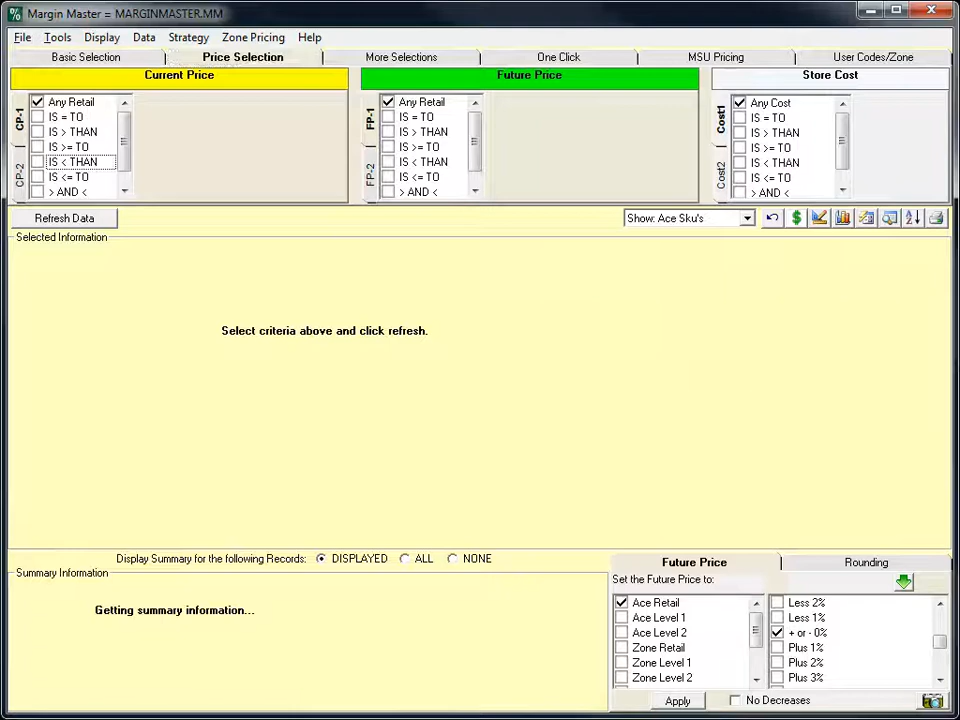 Margin Master = MARGINMASTER.MM
File Tools Display Data Strategy Zone Pricing Help
Basic Selection Price Selection More Selections One Click MSU Pricing User Codes/Zone
Current Price Future Price Store Cost
CP-1
CP-2
Any Retail
IS = TO
IS > THAN
IS >= TO
IS < THAN
IS <= TO
> AND <
FP-1
FP-2
Any Retail
IS = TO
IS > THAN
IS >= TO
IS < THAN
IS <= TO
> AND <
Cost1
Cost2
Any Cost
IS = TO
IS > THAN
IS >= TO
IS < THAN
IS <= TO
> AND <
Refresh Data Show: Ace Sku's
Selected Information
Select criteria above and click refresh.
Display Summary for the following Records: DISPLAYED ALL NONE
Summary Information
Getting summary information...
Future Price Rounding
Set the Future Price to:
Ace Retail
Ace Level 1
Ace Level 2
Zone Retail
Zone Level 1
Zone Level 2
Less 2%
Less 1%
+ or - 0%
Plus 1%
Plus 2%
Plus 3%
Apply No Decreases